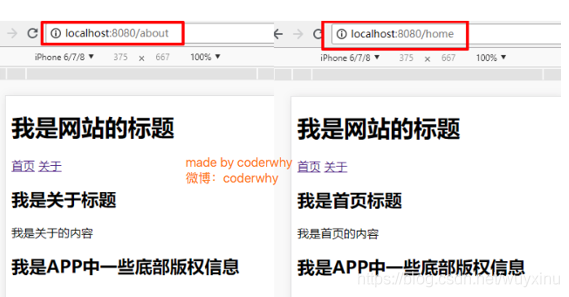 localhost:8080/about
iPhone 6/7/8 ▼ 375 × 667 100% ▼
我是网站的标题
首页 关于
我是关于标题
我是关于的内容
我是APP中一些底部版权信息
made by coderwhy
微博：coderwhy
localhost:8080/home
iPhone 6/7/8 ▼ 375 × 667 100% ▼
我是网站的标题
首页 关于
我是首页标题
我是首页的内容
我是APP中一些底部版权信息